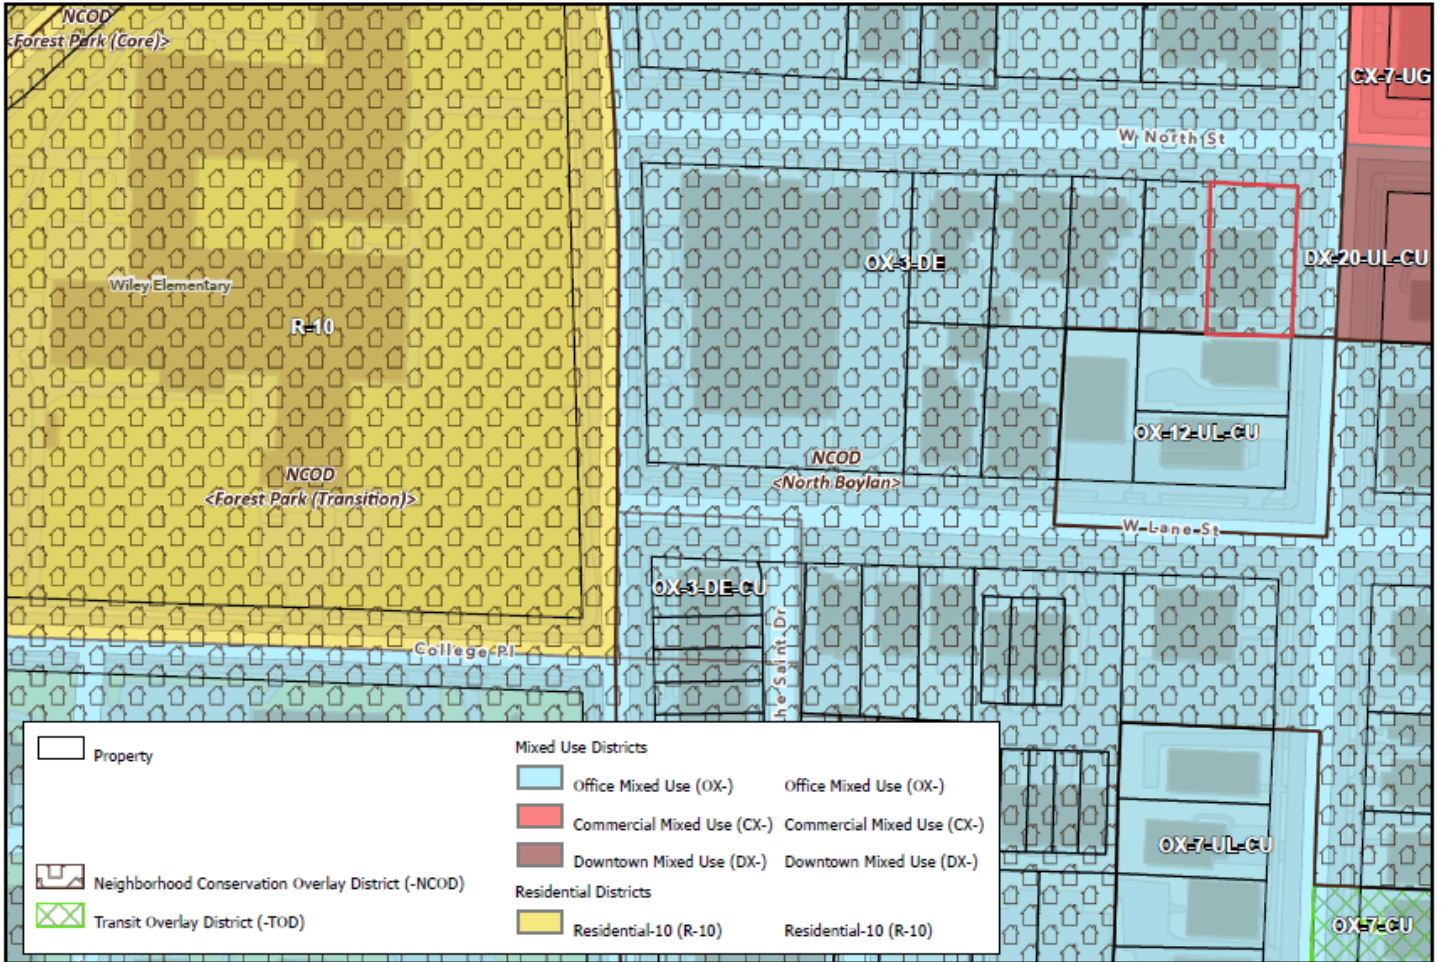 NCOD
<Forest Park (Core)>
CX-7-UG
W North St
OX-3-DE
DX-20-UL-CU
Wiley Elementary
R-10
OX-12-UL-CU
NCOD
<North Boylan>
NCOD
<Forest Park (Transition)>
W Lane St
OX-3-DE-CU
College Pl
he Saint Dr
Property
Mixed Use Districts
Office Mixed Use (OX-) Office Mixed Use (OX-)
Commercial Mixed Use (CX-) Commercial Mixed Use (CX-)
Downtown Mixed Use (DX-) Downtown Mixed Use (DX-)
Neighborhood Conservation Overlay District (-NCOD)
Residential Districts
Transit Overlay District (-TOD)
Residential-10 (R-10) Residential-10 (R-10)
OX-7-UL-CU
OX-7-CU